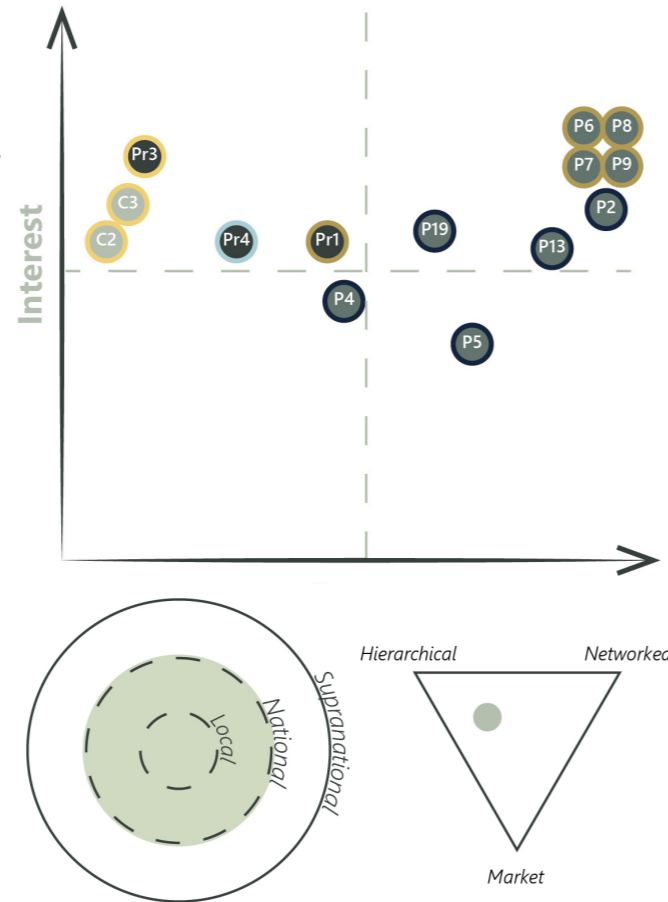 P6 P8
Pr3
P7 P9
C3
P2
Interest
C2
Pr4
Pr1
P19
P13
P4
P5
Hierarchical
Networked
Local
National
Supranational
Market